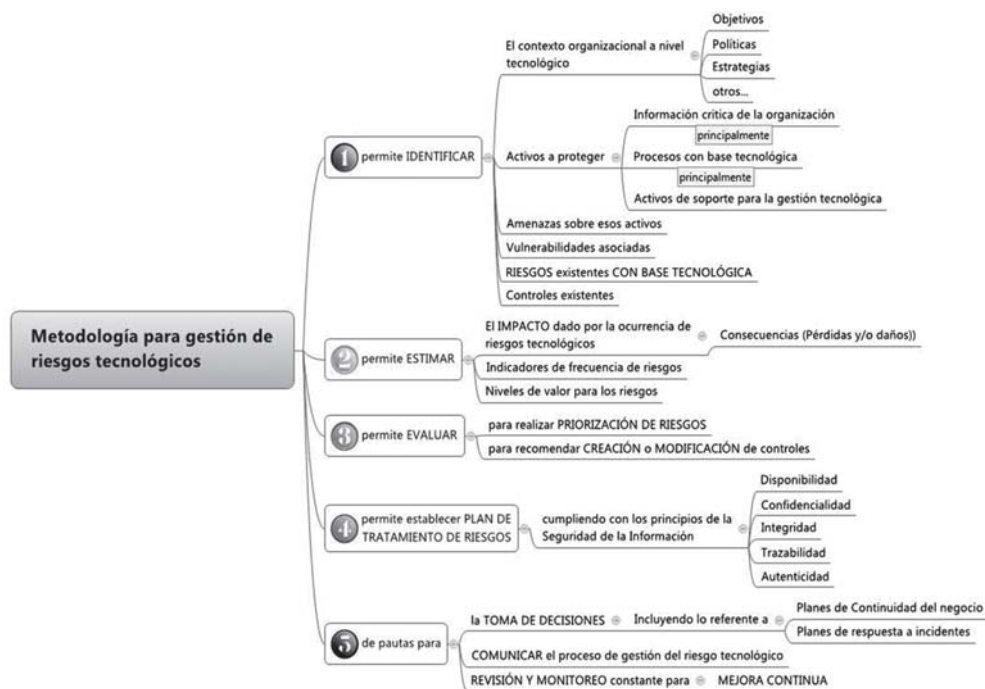 Metodología para gestión de
riesgos tecnológicos
1 permite IDENTIFICAR
El contexto organizacional a nivel
tecnológico
Objetivos
Políticas
Estrategias
otros...
Activos a proteger
Información crítica de la organización
principalmente
Procesos con base tecnológica
principalmente
Activos de soporte para la gestión tecnológica
Amenazas sobre esos activos
Vulnerabilidades asociadas
RIESGOS existentes CON BASE TECNOLÓGICA
Controles existentes
2 permite ESTIMAR
El IMPACTO dado por la ocurrencia de
riesgos tecnológicos
Consecuencias (Pérdidas y/o daños))
Indicadores de frecuencia de riesgos
Niveles de valor para los riesgos
3 permite EVALUAR
para realizar PRIORIZACIÓN DE RIESGOS
para recomendar CREACIÓN o MODIFICACIÓN de controles
4 permite establecer PLAN DE
TRATAMIENTO DE RIESGOS
cumpliendo con los principios de la
Seguridad de la Información
Disponibilidad
Confidencialidad
Integridad
Trazabilidad
Autenticidad
5 de pautas para
la TOMA DE DECISIONES
Incluyendo lo referente a
Planes de Continuidad del negocio
Planes de respuesta a incidentes
COMUNICAR el proceso de gestión del riesgo tecnológico
REVISIÓN Y MONITOREO constante para
MEJORA CONTINUA